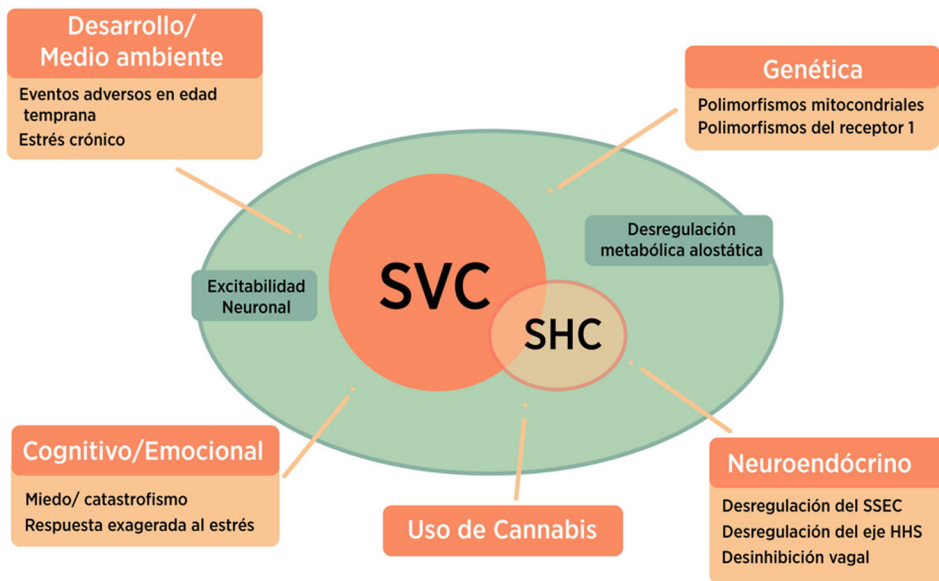 Desarrollo/
Medio ambiente
Eventos adversos en edad
temprana
Estrés crónico
Genética
Polimorfismos mitocondriales
Polimorfismos del receptor 1
Desregulación
metabólica alostática
Excitabilidad
Neuronal
SVC
SHC
Cognitivo/Emocional
Miedo/ catastrofismo
Respuesta exagerada al estrés
Uso de Cannabis
Neuroendócrino
Desregulación del SSEC
Desregulación del eje HHS
Desinhibición vagal